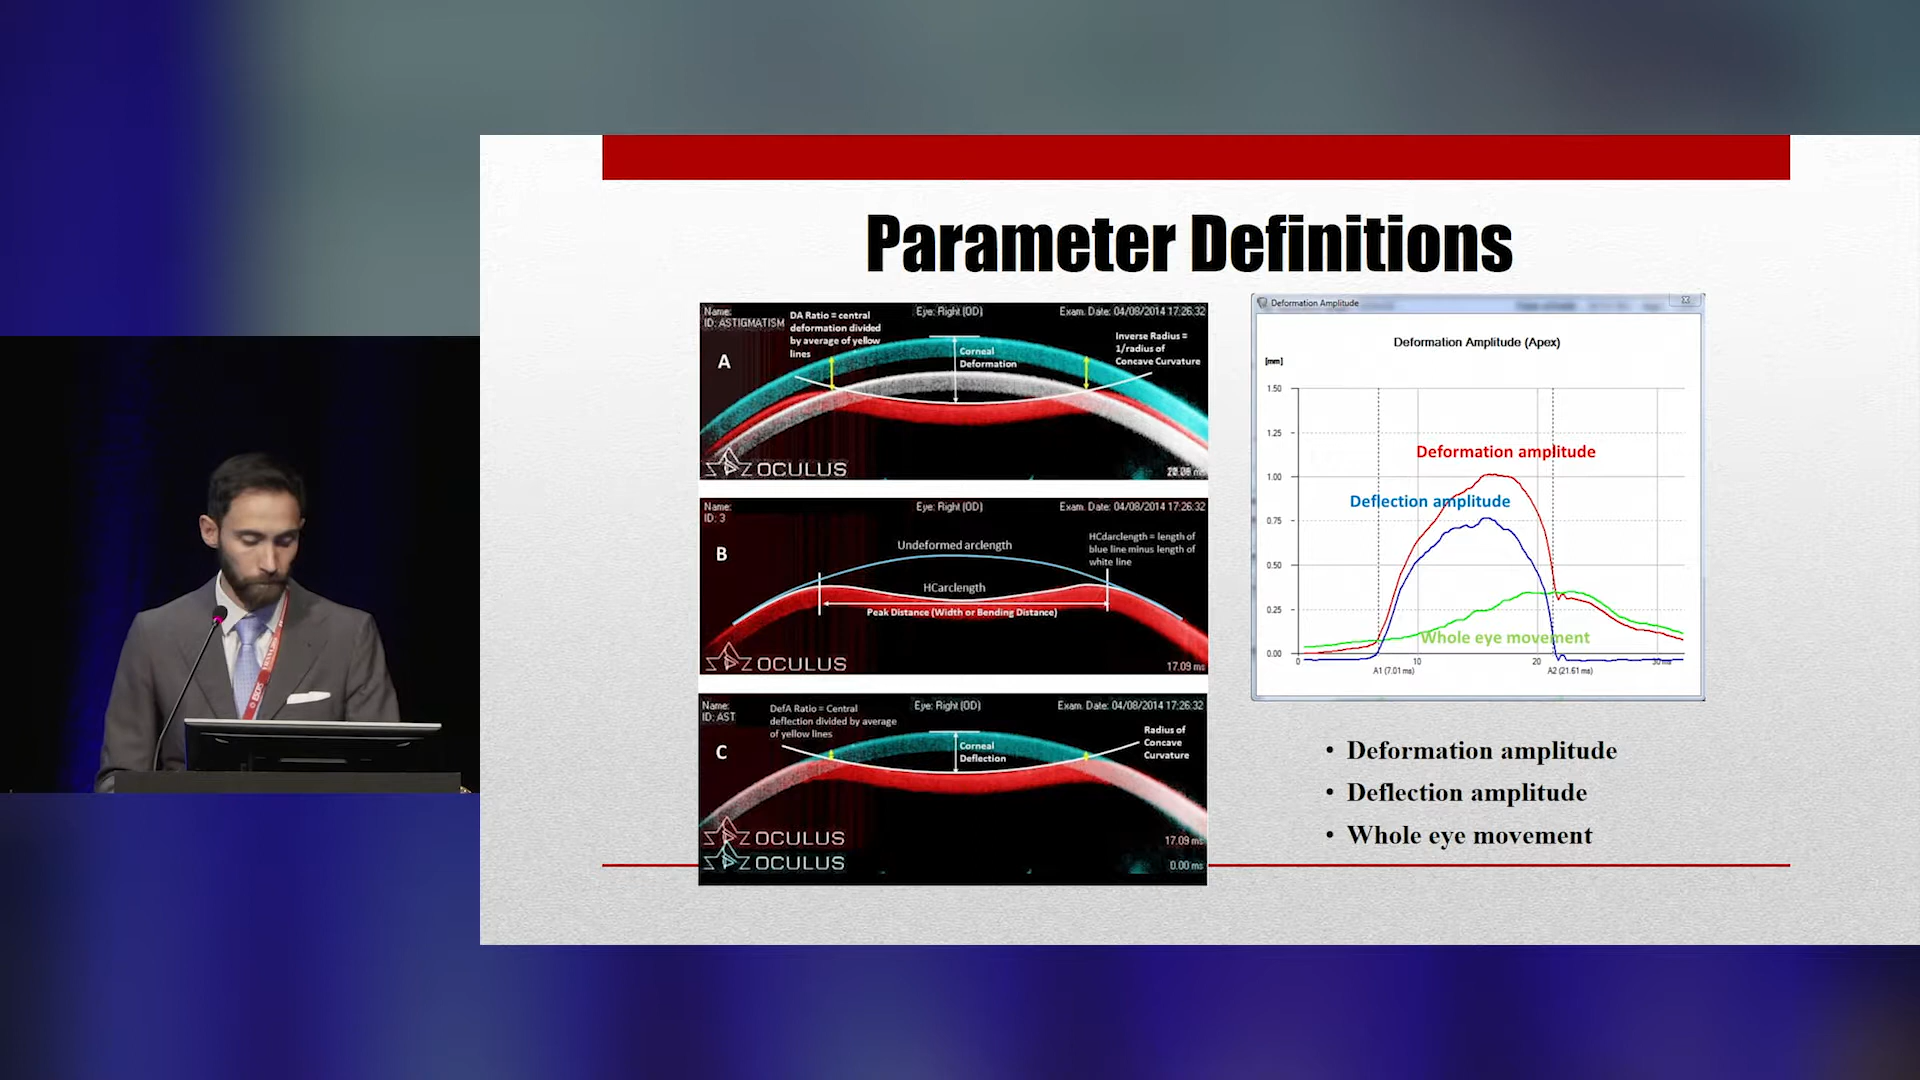 Parameter Definitions
Name:
ID: ASTIGMATISM
DA Ratio = central
deformation divided
by average of yellow
lines
Eye: Right (OD)
Exam. Date: 04/08/2014 17:26:32
Inverse Radius =
1/radius of
Concave Curvature
A
Corneal
Deformation
OCULUS
Name:
ID: 3
Eye: Right (OD)
Exam. Date: 04/08/2014 17:26:32
B
Undeformed arclength
HCdarclength = length of
blue line minus length of
white line
HCarclength
Peak Distance (Width or Bending Distance)
OCULUS
17.09 ms
Name:
ID: AST
DefA Ratio = Central
deflection divided by average
of yellow lines
Eye: Right (OD)
Exam. Date: 04/08/2014 17:26:32
Radius of
Concave
Curvature
C
Corneal
Deflection
OCULUS
17.09 ms
OCULUS
0.00 ms
Deformation Amplitude
Deformation Amplitude (Apex)
[mm]
1.50
1.25
Deformation amplitude
1.00
Deflection amplitude
0.75
0.50
0.25
Whole eye movement
0.00
0 10 20 30 ms
A1 (7.01 ms) A2 (21.61 ms)
• Deformation amplitude
• Deflection amplitude
• Whole eye movement